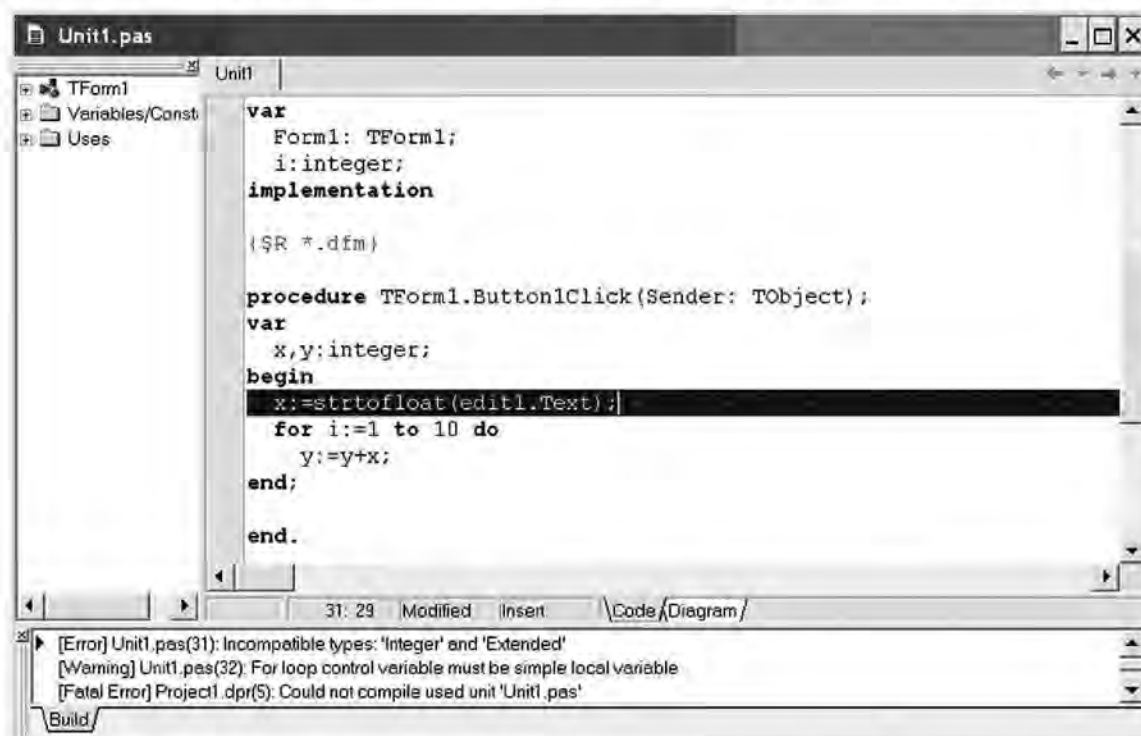 Unit1.pas
TForm1
Variables/Const
Uses
Unit1
var
Form1: TForm1;
i:integer;
implementation
{$R *.dfm}
procedure TForm1.Button1Click(Sender: TObject);
var
x,y:integer;
begin
x:=strtofloat(edit1.Text);
for i:=1 to 10 do
y:=y+x;
end;
end.
31: 29 Modified Insert Code Diagram
[Error] Unit1.pas(31): Incompatible types: 'Integer' and 'Extended'
[Warning] Unit1.pas(32): For loop control variable must be simple local variable
[Fatal Error] Project1.dpr(5): Could not compile used unit 'Unit1.pas'
Build